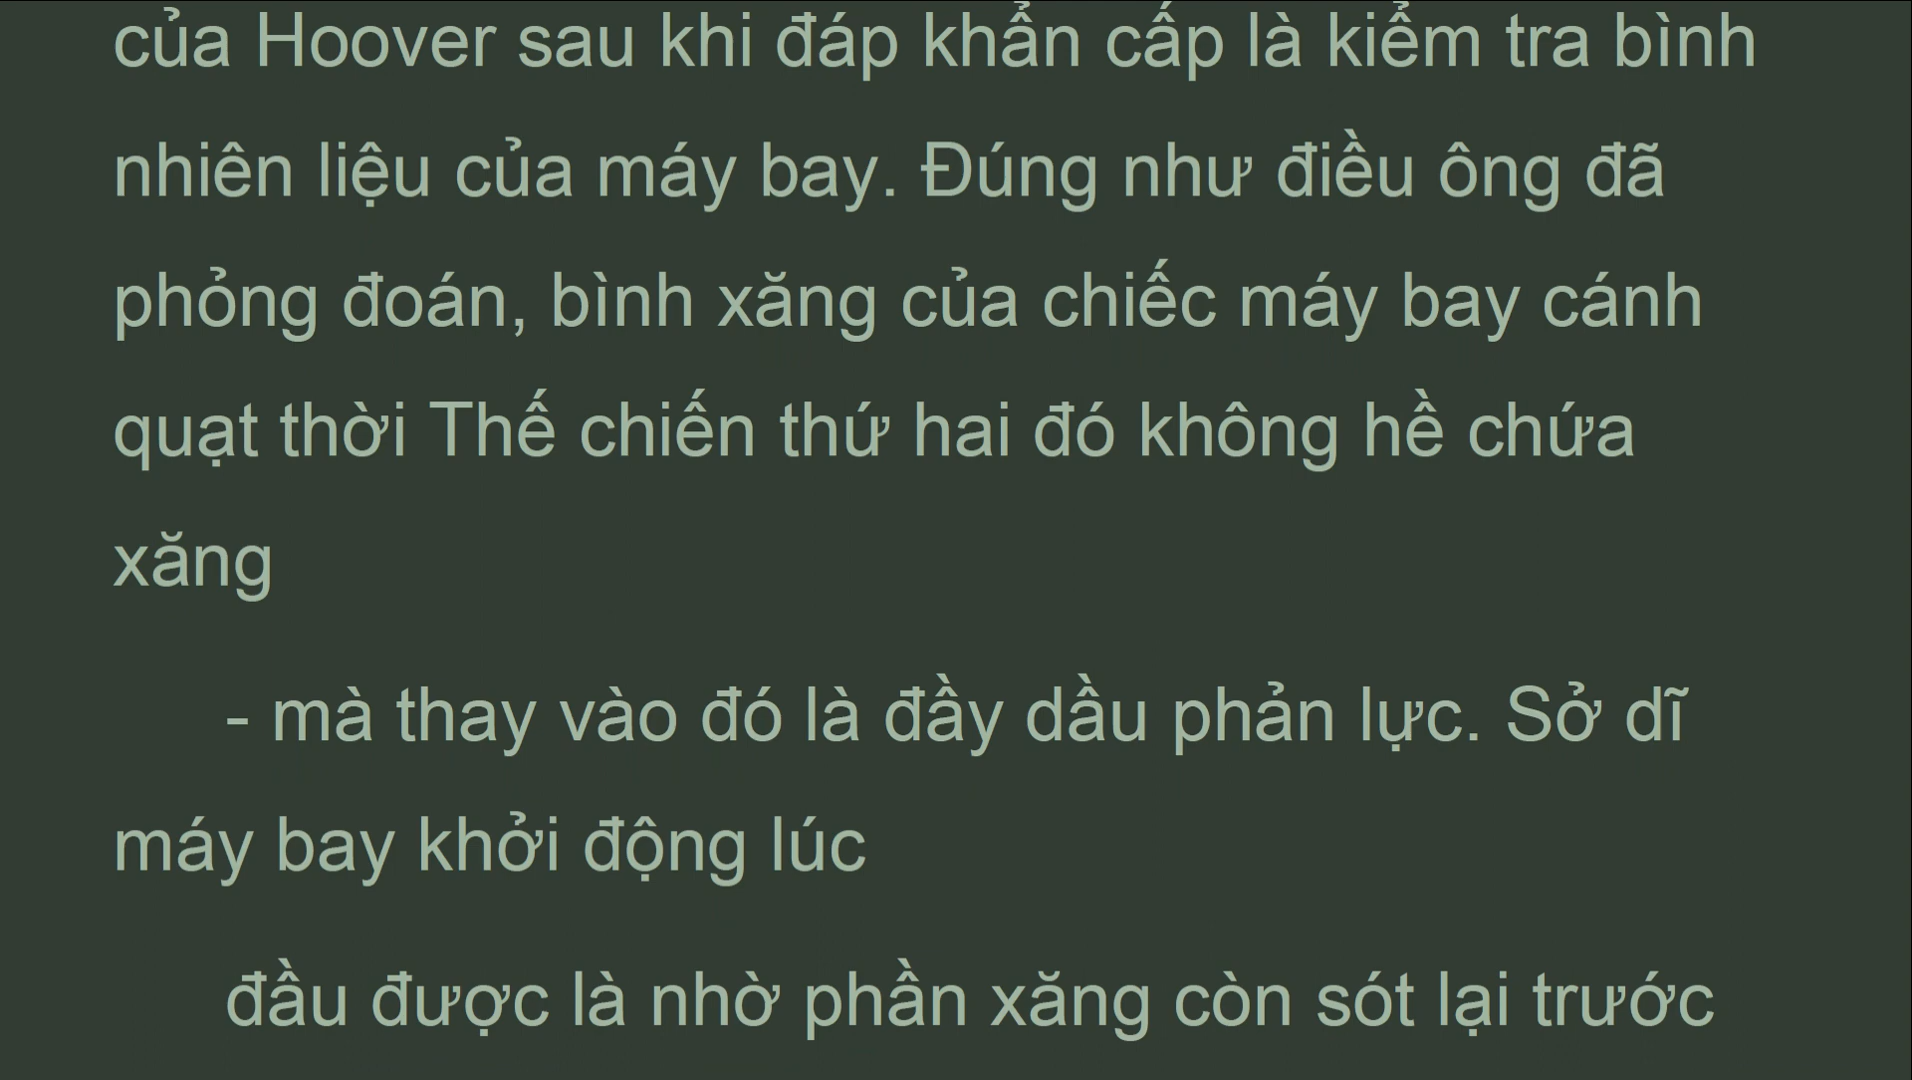 của Hoover sau khi đáp khẩn cấp là kiểm tra bình
nhiên liệu của máy bay. Đúng như điều ông đã
phỏng đoán, bình xăng của chiếc máy bay cánh
quạt thời Thế chiến thứ hai đó không hề chứa
xăng
- mà thay vào đó là đầy dầu phản lực. Sở dĩ
máy bay khởi động lúc
đầu được là nhờ phần xăng còn sót lại trước